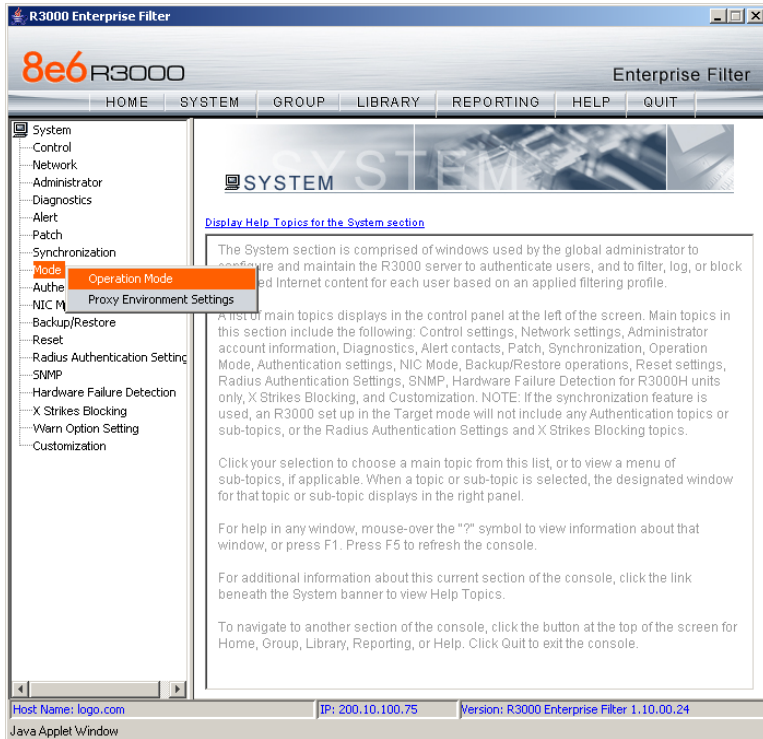 R3000 Enterprise Filter
8e6 R3000
Enterprise Filter
HOME SYSTEM GROUP LIBRARY REPORTING HELP QUIT
System
Control
Network
Administrator
Diagnostics
Alert
Patch
Synchronization
Mode
Operation Mode
Proxy Environment Settings
Authe
NIC M
Backup/Restore
Reset
Radius Authentication Setting
SNMP
Hardware Failure Detection
X Strikes Blocking
Warn Option Setting
Customization
SYSTEM
SYSTEM
Display Help Topics for the System section
The System section is comprised of windows used by the global administrator to
configure and maintain the R3000 server to authenticate users, and to filter, log, or block
ed Internet content for each user based on an applied filtering profile.
A list of main topics displays in the control panel at the left of the screen. Main topics in
this section include the following: Control settings, Network settings, Administrator
account information, Diagnostics, Alert contacts, Patch, Synchronization, Operation
Mode, Authentication settings, NIC Mode, Backup/Restore operations, Reset settings,
Radius Authentication Settings, SNMP, Hardware Failure Detection for R3000H units
only, X Strikes Blocking, and Customization. NOTE: If the synchronization feature is
used, an R3000 set up in the Target mode will not include any Authentication topics or
sub-topics, or the Radius Authentication Settings and X Strikes Blocking topics.
Click your selection to choose a main topic from this list, or to view a menu of
sub-topics, if applicable. When a topic or sub-topic is selected, the designated window
for that topic or sub-topic displays in the right panel.
For help in any window, mouse-over the "?" symbol to view information about that
window, or press F1. Press F5 to refresh the console.
For additional information about this current section of the console, click the link
beneath the System banner to view Help Topics.
To navigate to another section of the console, click the button at the top of the screen for
Home, Group, Library, Reporting, or Help. Click Quit to exit the console.
Host Name: logo.com IP: 200.10.100.75 Version: R3000 Enterprise Filter 1.10.00.24
Java Applet Window